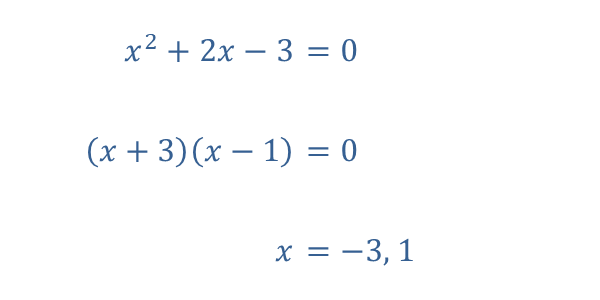 x² + 2x − 3 = 0
(x + 3)(x − 1) = 0
x = −3, 1